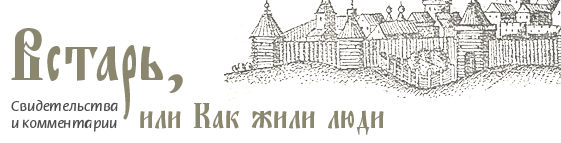 Встарь,
Свидетельства
и комментарии
или Как жили люди